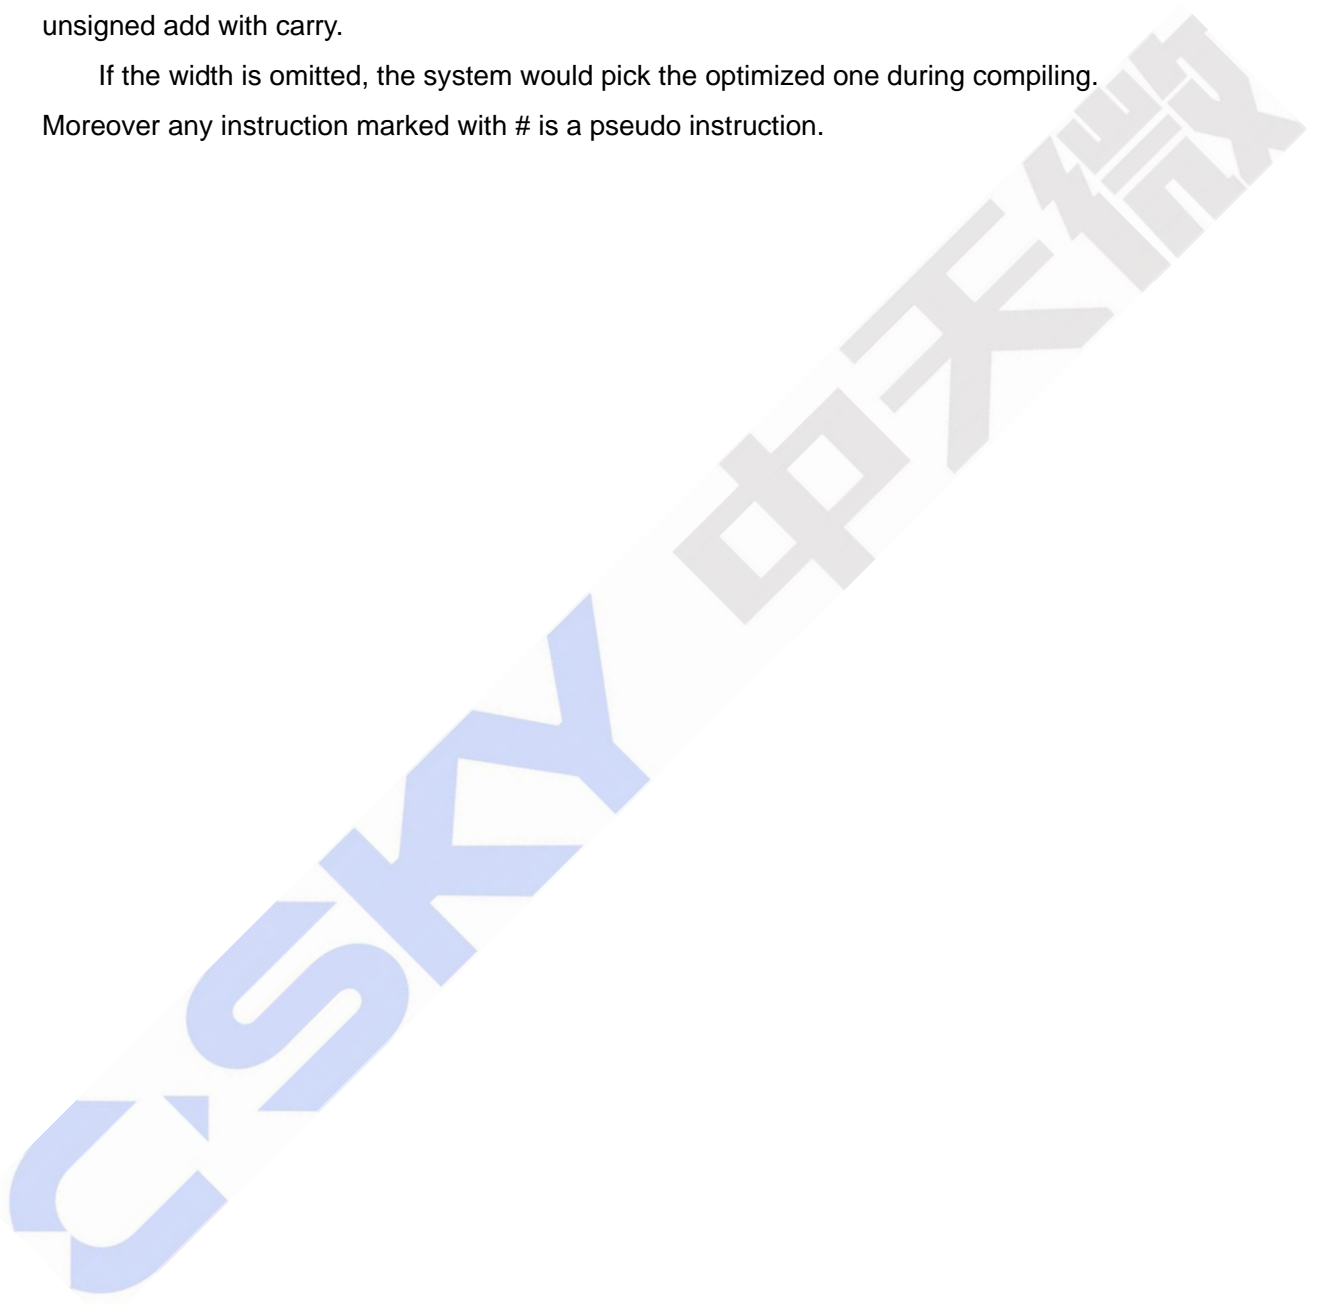 unsigned add with carry.
If the width is omitted, the system would pick the optimized one during compiling.
Moreover any instruction marked with # is a pseudo instruction.
C·SKY 中天微